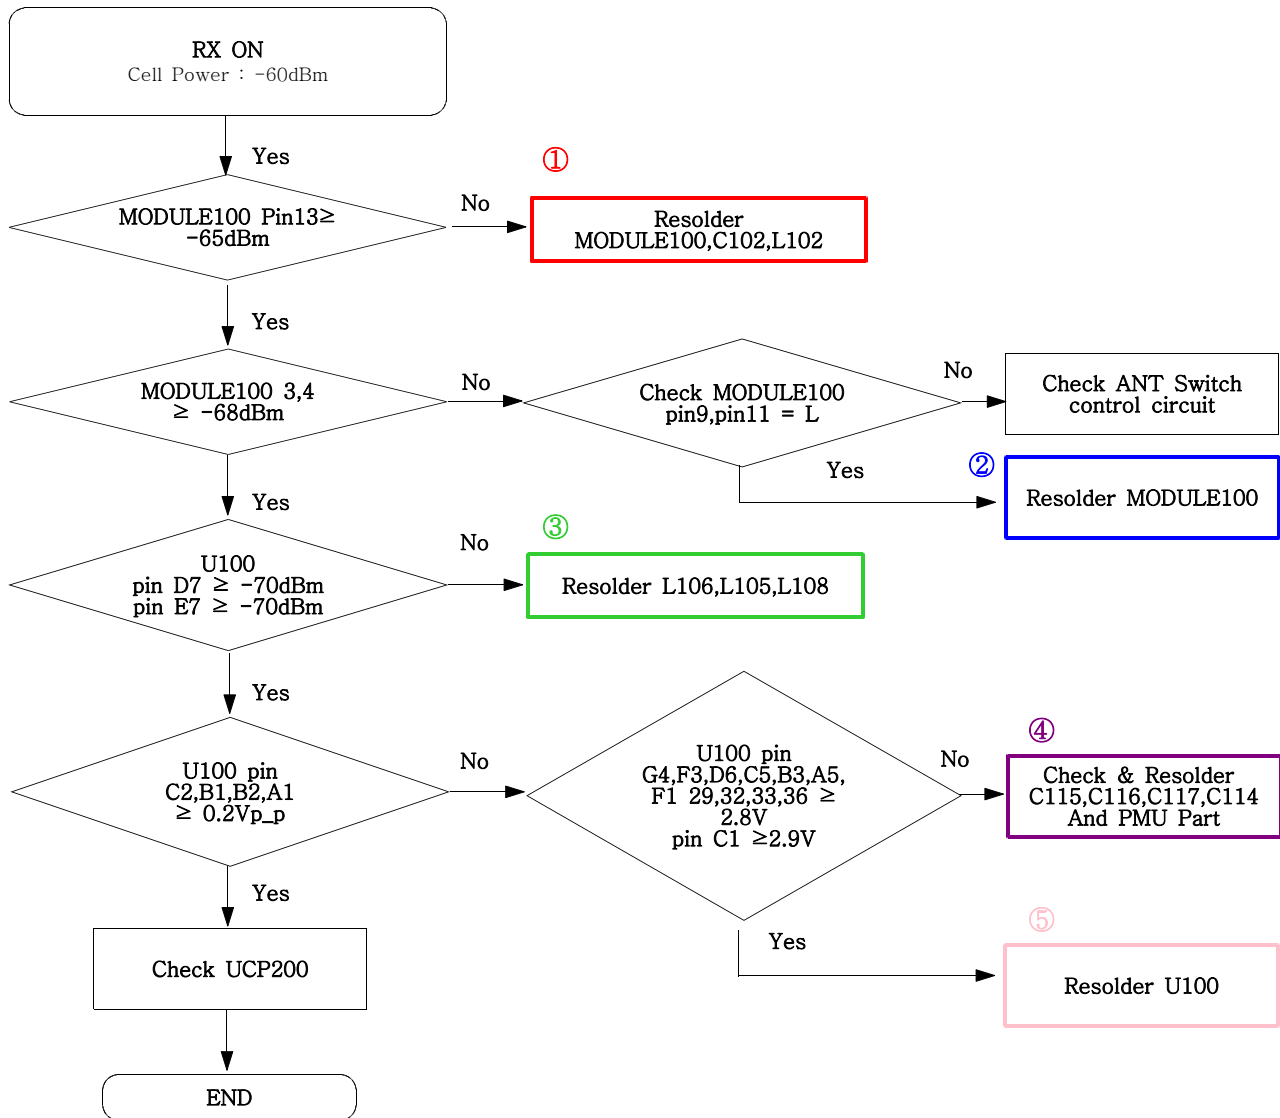 RX ON
Cell Power : -60dBm
Yes
①
MODULE100 Pin13≥
-65dBm
No
Resolder
MODULE100,C102,L102
Yes
MODULE100 3,4
≥ -68dBm
No
Check MODULE100
pin9,pin11 = L
No
Check ANT Switch
control circuit
Yes
②
Resolder MODULE100
Yes
U100
pin D7 ≥ -70dBm
pin E7 ≥ -70dBm
No
③
Resolder L106,L105,L108
Yes
U100 pin
C2,B1,B2,A1
≥ 0.2Vp_p
No
U100 pin
G4,F3,D6,C5,B3,A5,
F1 29,32,33,36 ≥
2.8V
pin C1 ≥2.9V
No
④
Check & Resolder
C115,C116,C117,C114
And PMU Part
Yes
Yes
⑤
Resolder U100
Check UCP200
END